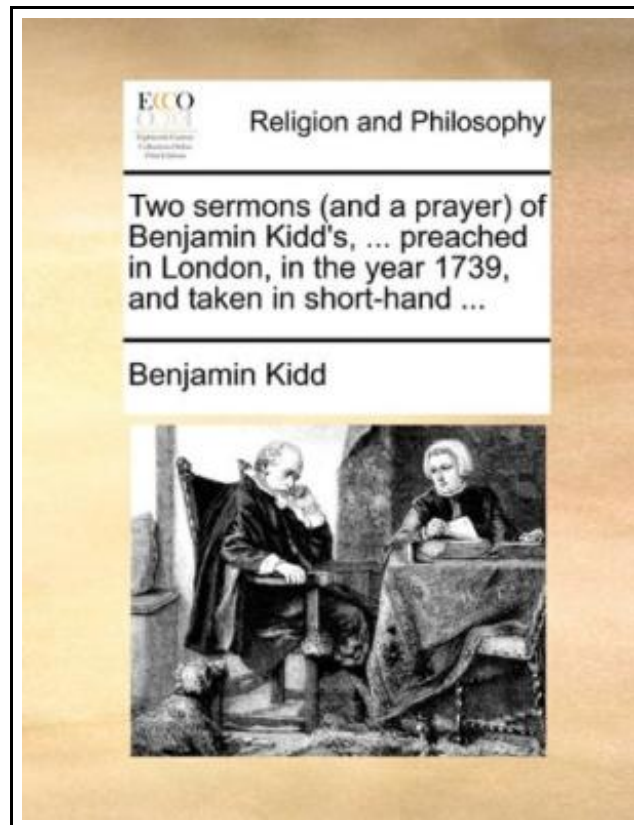 ECCO
Religion and Philosophy
Two sermons (and a prayer) of
Benjamin Kidd's, ... preached
in London, in the year 1739,
and taken in short-hand ...
Benjamin Kidd